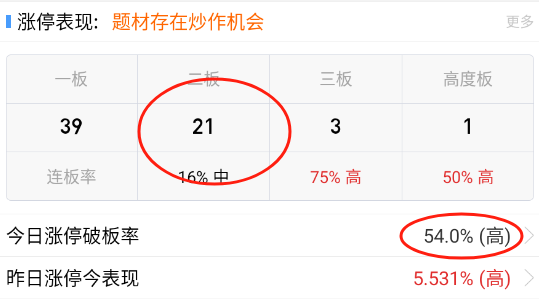 涨停表现: 题材存在炒作机会 更多
一板 二板 三板 高度板
39 21 3 1
连板率 16% 中 75% 高 50% 高
今日涨停破板率 54.0% (高)
昨日涨停今表现 5.531% (高)